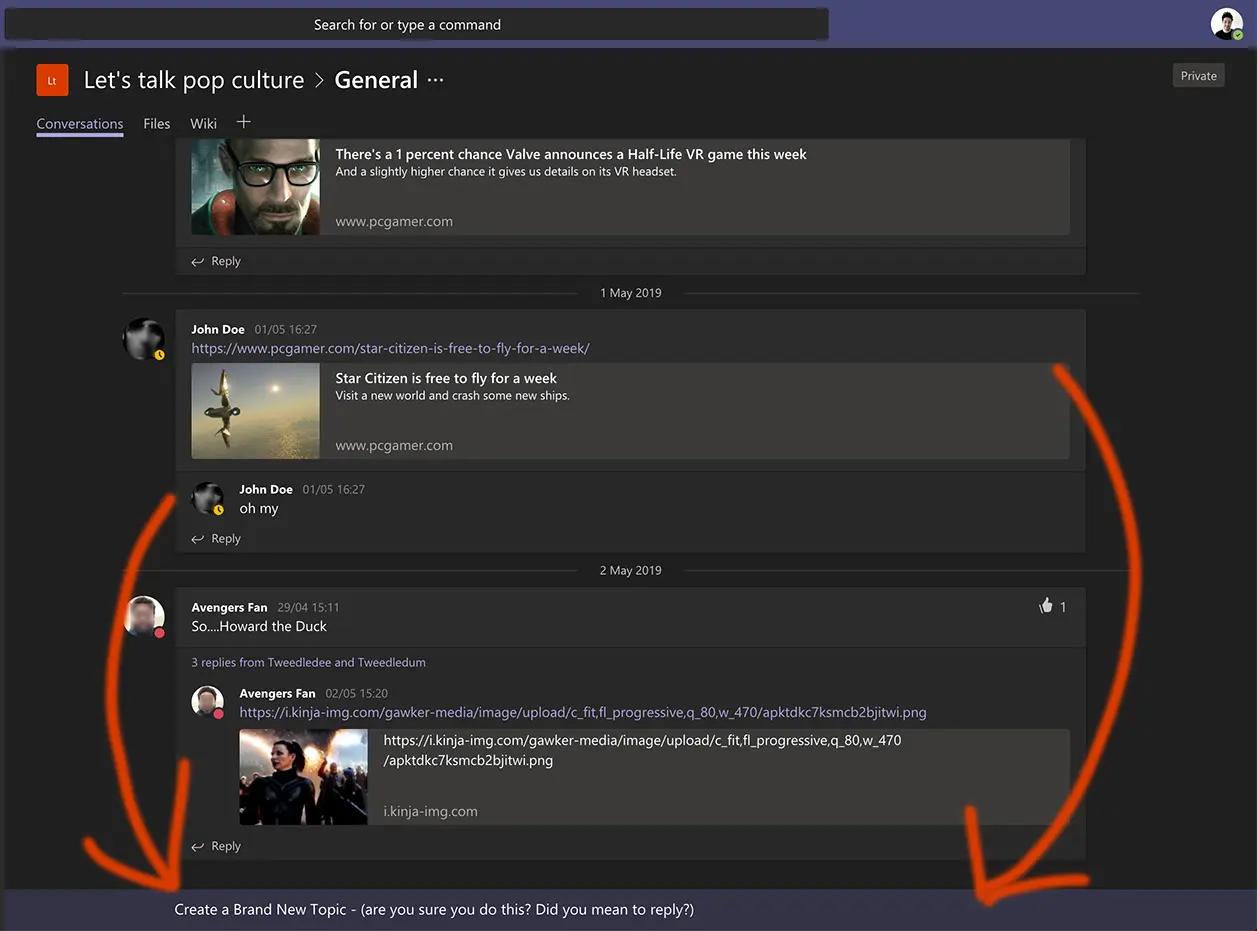 Search for or type a command
Lt
Let's talk pop culture > General ···
Private
Conversations Files Wiki +
There's a 1 percent chance Valve announces a Half-Life VR game this week
And a slightly higher chance it gives us details on its VR headset.
www.pcgamer.com
Reply
1 May 2019
John Doe 01/05 16:27
https://www.pcgamer.com/star-citizen-is-free-to-fly-for-a-week/
Star Citizen is free to fly for a week
Visit a new world and crash some new ships.
www.pcgamer.com
John Doe 01/05 16:27
oh my
Reply
2 May 2019
Avengers Fan 29/04 15:11
1
So....Howard the Duck
3 replies from Tweedledee and Tweedledum
Avengers Fan 02/05 15:20
https://i.kinja-img.com/gawker-media/image/upload/c_fit,fl_progressive,q_80,w_470/apktdkc7ksmcb2bjitwi.png
https://i.kinja-img.com/gawker-media/image/upload/c_fit,fl_progressive,q_80,w_470
/apktdkc7ksmcb2bjitwi.png
i.kinja-img.com
Reply
Create a Brand New Topic - (are you sure you do this? Did you mean to reply?)